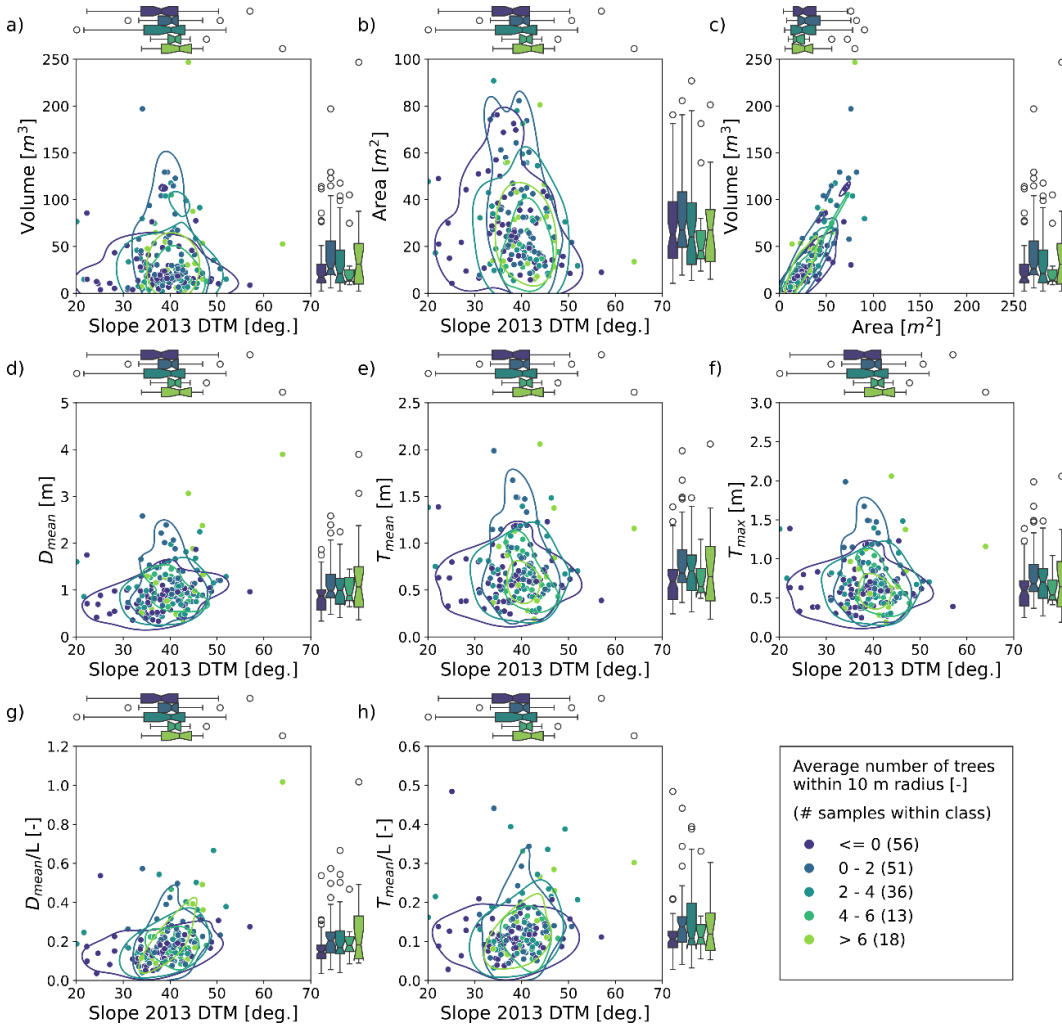 a)
250
200
150
100
50
0
Volume [m³]
20 30 40 50 60 70
Slope 2013 DTM [deg.]
b)
100
80
60
40
20
0
Area [m²]
20 30 40 50 60 70
Slope 2013 DTM [deg.]
c)
250
200
150
100
50
0
Volume [m³]
0 50 100 150 200 250
Area [m²]
d)
5
4
3
2
1
0
D_mean [m]
20 30 40 50 60 70
Slope 2013 DTM [deg.]
e)
2.5
2.0
1.5
1.0
0.5
0.0
T_mean [m]
20 30 40 50 60 70
Slope 2013 DTM [deg.]
f)
3.0
2.5
2.0
1.5
1.0
0.5
0.0
T_max [m]
20 30 40 50 60 70
Slope 2013 DTM [deg.]
g)
1.2
1.0
0.8
0.6
0.4
0.2
0.0
D_mean/L [-]
20 30 40 50 60 70
Slope 2013 DTM [deg.]
h)
0.6
0.5
0.4
0.3
0.2
0.1
0.0
T_mean/L [-]
20 30 40 50 60 70
Slope 2013 DTM [deg.]
Average number of trees
within 10 m radius [-]
(# samples within class)
<= 0 (56)
0 - 2 (51)
2 - 4 (36)
4 - 6 (13)
> 6 (18)